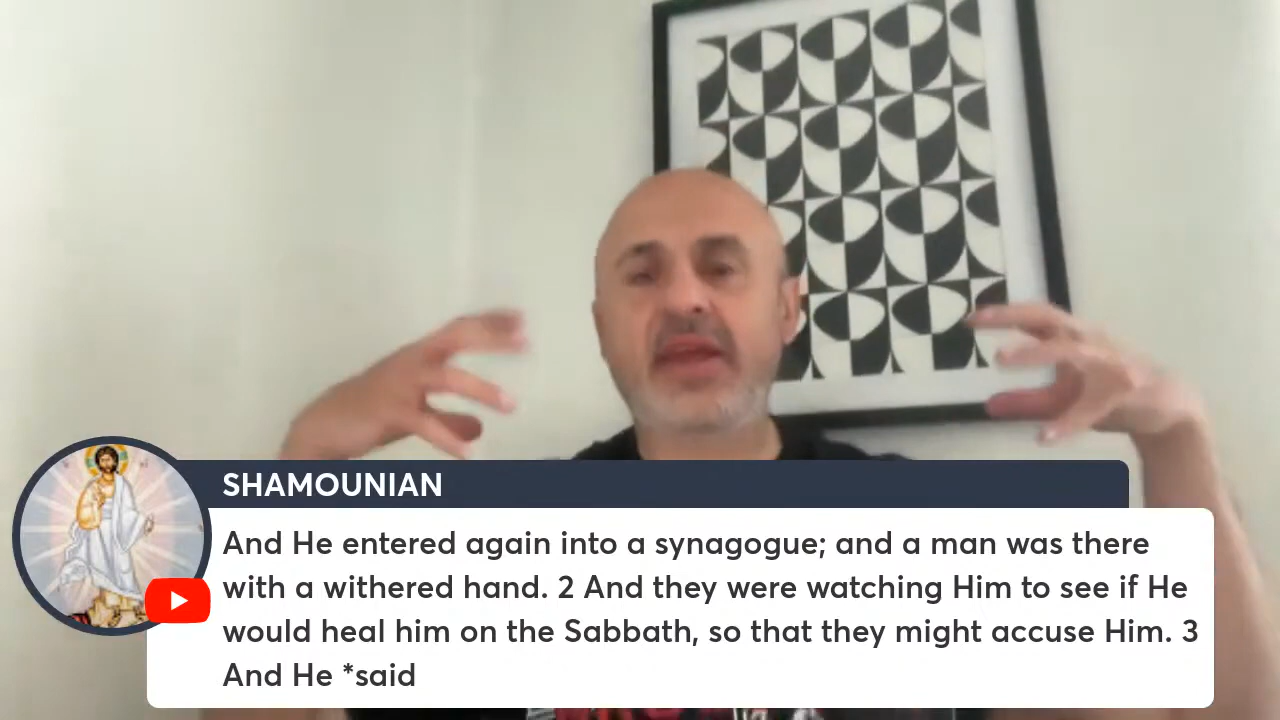 SHAMOUNIAN
And He entered again into a synagogue; and a man was there
with a withered hand. 2 And they were watching Him to see if He
would heal him on the Sabbath, so that they might accuse Him. 3
And He *said